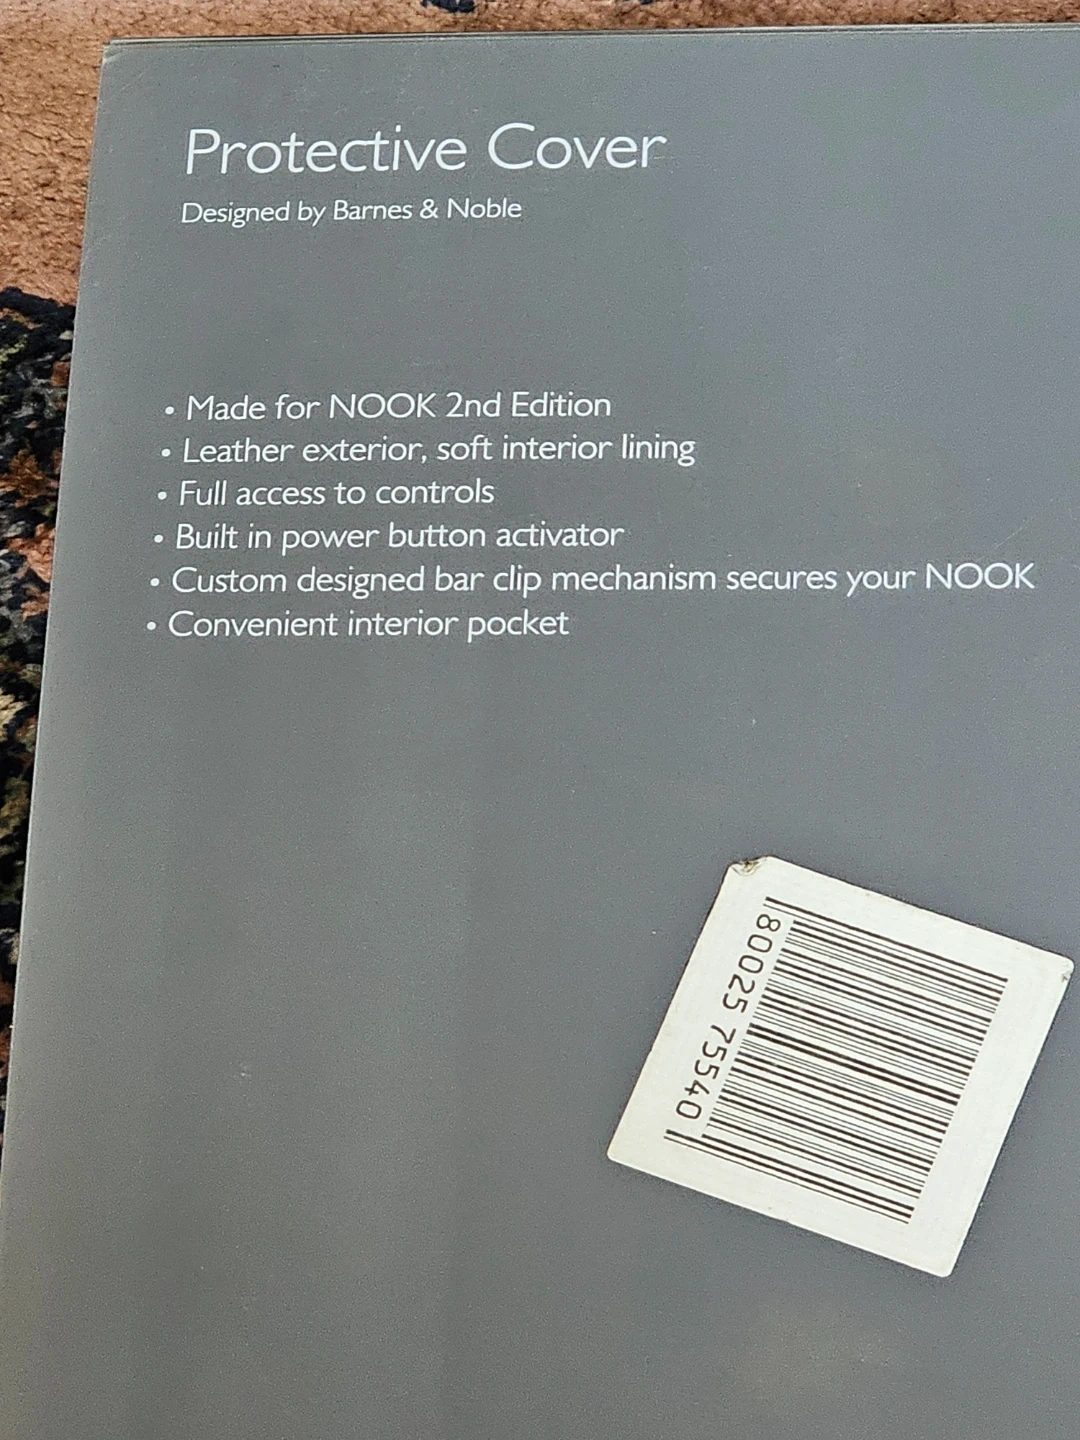 Protective Cover
Designed by Barnes & Noble
• Made for NOOK 2nd Edition
• Leather exterior, soft interior lining
• Full access to controls
• Built in power button activator
• Custom designed bar clip mechanism secures your NOOK
• Convenient interior pocket
80025 75540